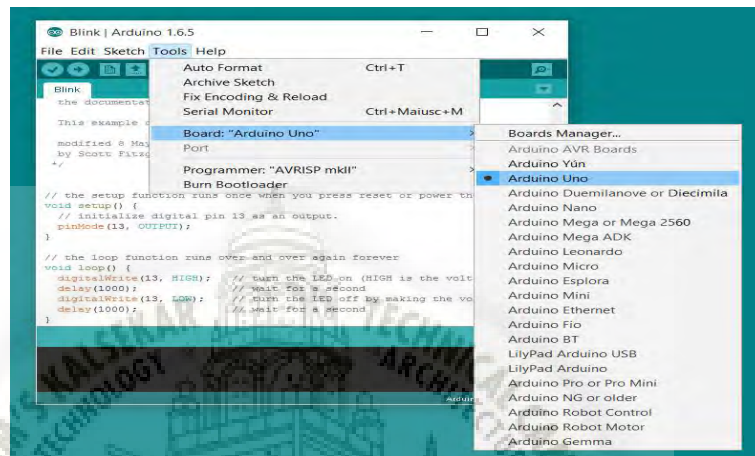 Blink | Arduino 1.6.5
File Edit Sketch Tools Help
Blink
Auto Format Ctrl+T
Archive Sketch
Fix Encoding & Reload
Serial Monitor Ctrl+Maiusc+M
Board: "Arduino Uno"
Port
Programmer: "AVRISP mkII"
Burn Bootloader
Boards Manager...
Arduino AVR Boards
Arduino Yún
Arduino Uno
Arduino Duemilanove or Diecimila
Arduino Nano
Arduino Mega or Mega 2560
Arduino Mega ADK
Arduino Leonardo
Arduino Micro
Arduino Esplora
Arduino Mini
Arduino Ethernet
Arduino Fio
Arduino BT
LilyPad Arduino USB
LilyPad Arduino
Arduino Pro or Pro Mini
Arduino NG or older
Arduino Robot Control
Arduino Robot Motor
Arduino Gemma
the documentat
This example
modified 8 May
by Scott Fitzg
*/
// the setup function runs once when you press reset or power th
void setup() {
// initialize digital pin 13 as an output.
pinMode(13, OUTPUT);
}
// the loop function runs over and over again forever
void loop() {
digitalWrite(13, HIGH); // turn the LED on (HIGH is the volt
delay(1000); // wait for a second
digitalWrite(13, LOW); // turn the LED off by making the vo
delay(1000); // wait for a second
}
Arduin
KALSEKAR TECHNICAL